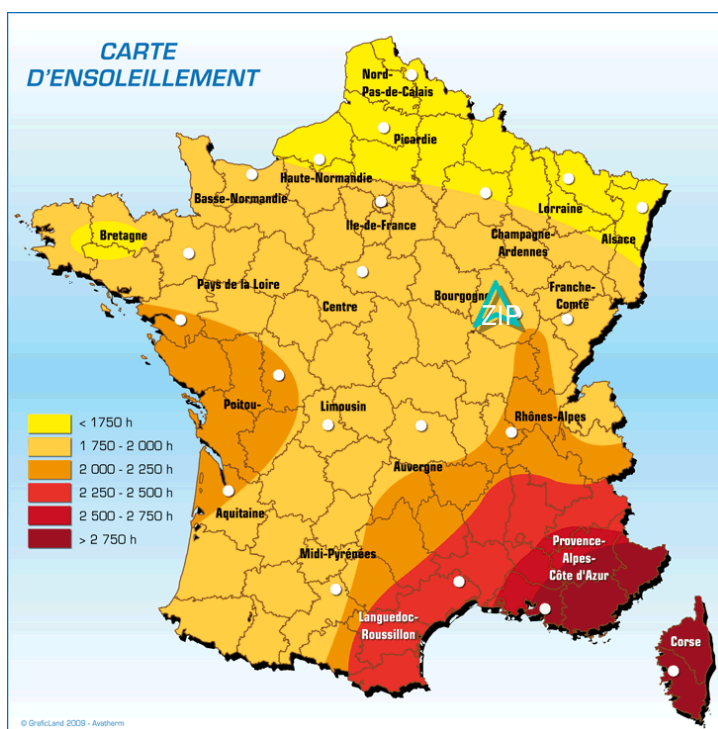 CARTE
D'ENSOLEILLEMENT
Nord-
Pas-de-Calais
Picardie
Haute-Normandie
Basse-Normandie
Ile-de-France
Lorraine
Champagne-
Ardennes
Alsace
Bretagne
Pays de la Loire
Centre
Bourgogne
Franche-
Comté
ZIP
Poitou-
Limousin
Rhônes-Alpes
Auvergne
Aquitaine
Midi-Pyrénées
Languedoc-
Roussillon
Provence-
Alpes-
Côte d'Azur
Corse
< 1750 h
1 750 - 2 000 h
2 000 - 2 250 h
2 250 - 2 500 h
2 500 - 2 750 h
> 2 750 h
© GraficLand 2009 - Avatherm